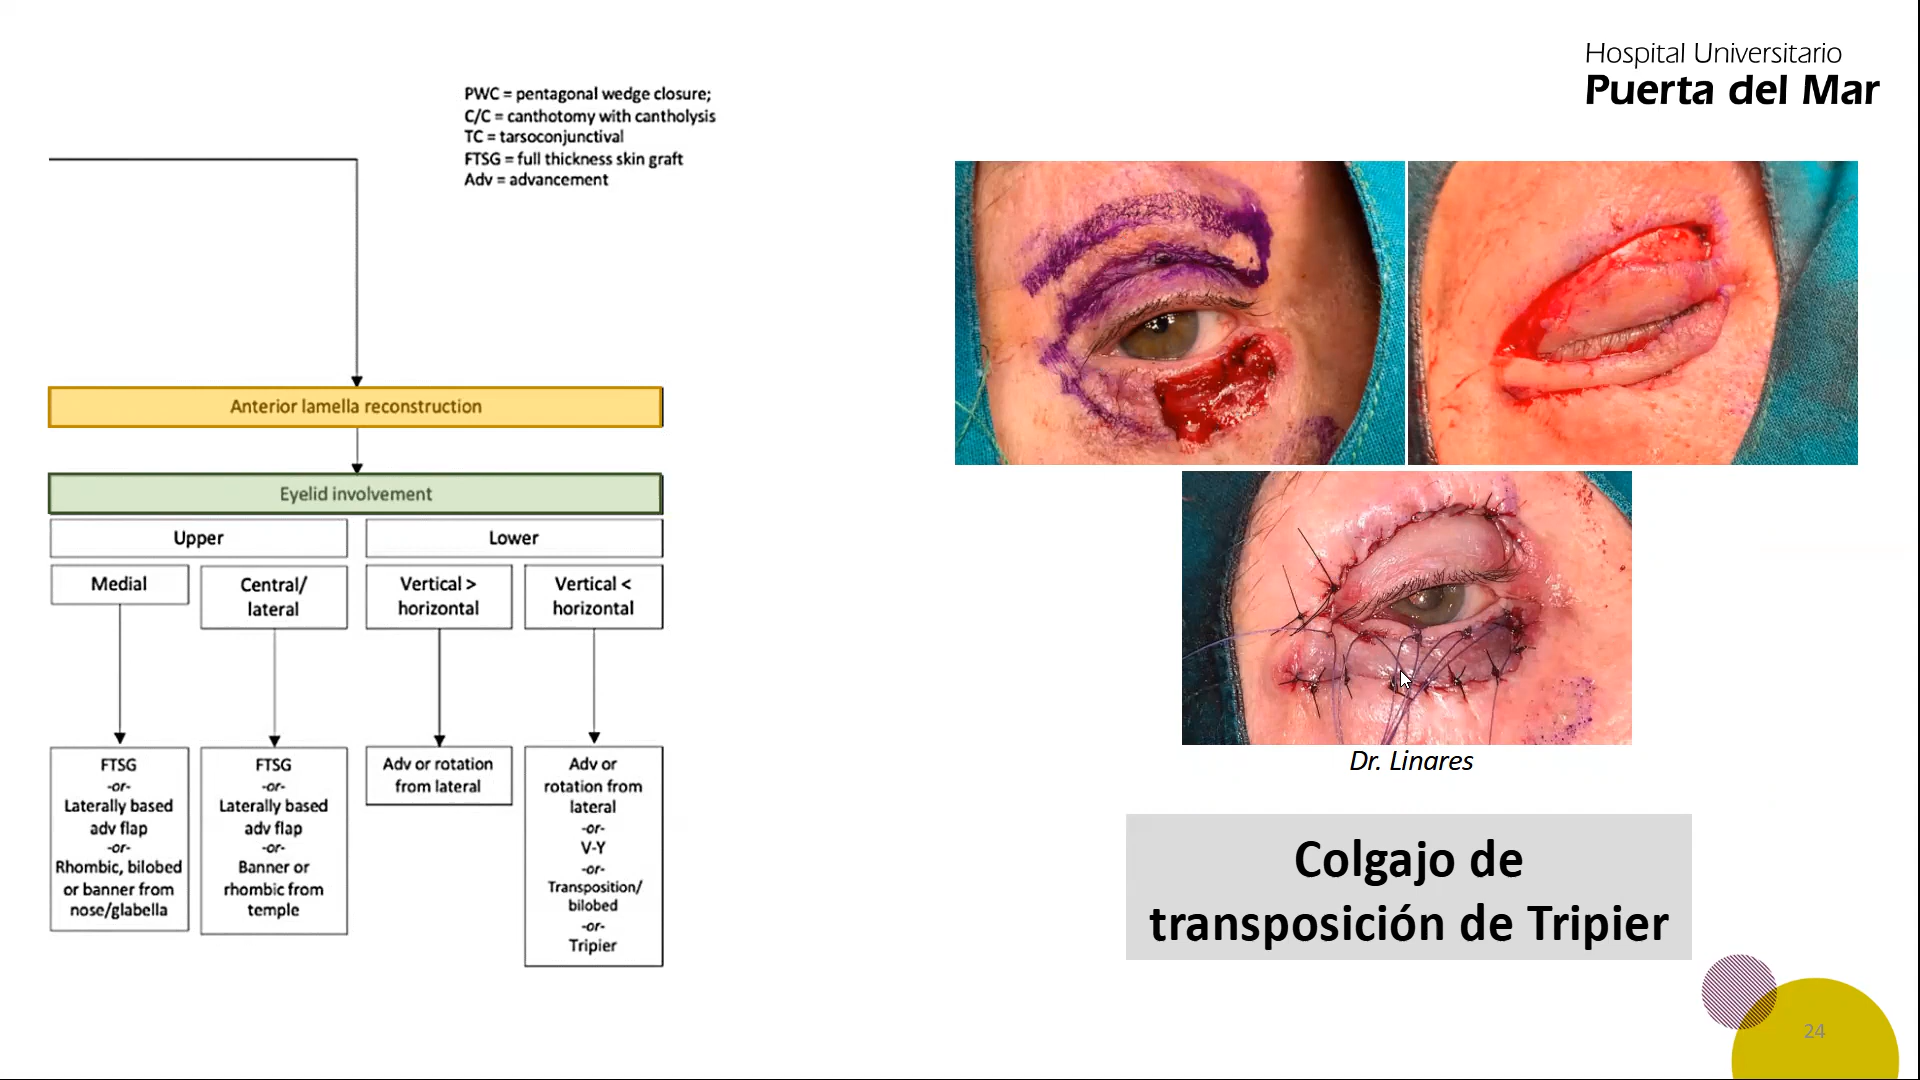 Hospital Universitario
Puerta del Mar
PWC = pentagonal wedge closure;
C/C = canthotomy with cantholysis
TC = tarsoconjunctival
FTSG = full thickness skin graft
Adv = advancement
Anterior lamella reconstruction
Eyelid involvement
Upper
Lower
Medial
Central/
lateral
Vertical >
horizontal
Vertical <
horizontal
FTSG
-or-
Laterally based
adv flap
-or-
Rhombic, bilobed
or banner from
nose/glabella
FTSG
-or-
Laterally based
adv flap
-or-
Banner or
rhombic from
temple
Adv or rotation
from lateral
Adv or
rotation from
lateral
-or-
V-Y
-or-
Transposition/
bilobed
-or-
Tripier
Dr. Linares
Colgajo de
transposición de Tripier
24